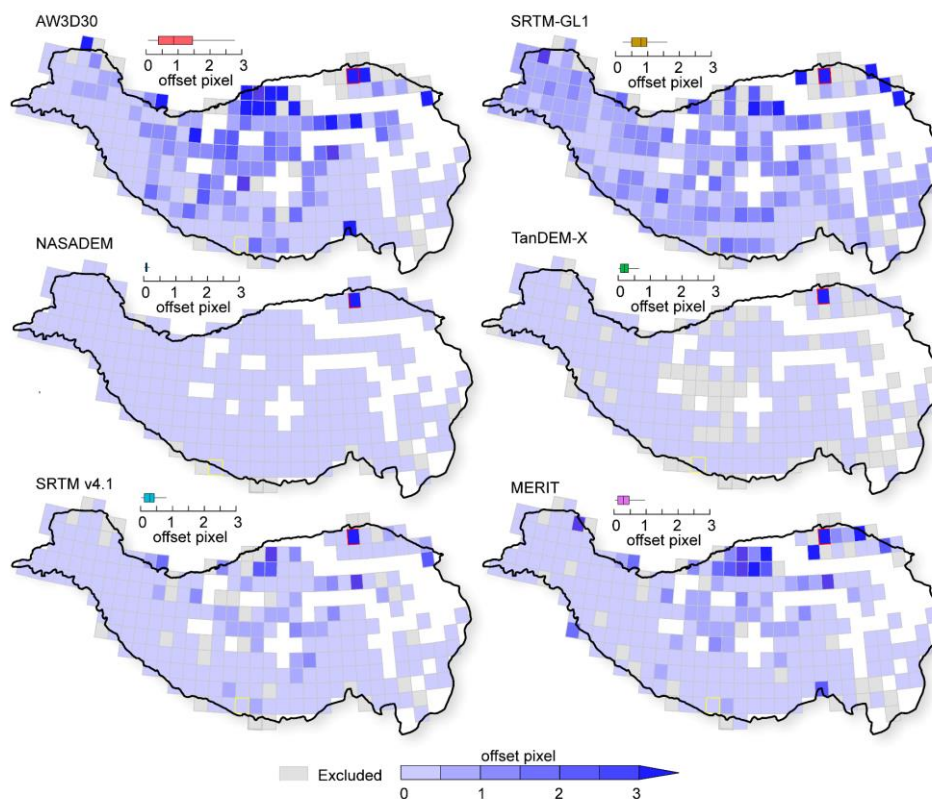 AW3D30
0 1 2 3
offset pixel
SRTM-GL1
0 1 2 3
offset pixel
NASADEM
0 1 2 3
offset pixel
TanDEM-X
0 1 2 3
offset pixel
SRTM v4.1
0 1 2 3
offset pixel
MERIT
0 1 2 3
offset pixel
offset pixel
Excluded
0 1 2 3